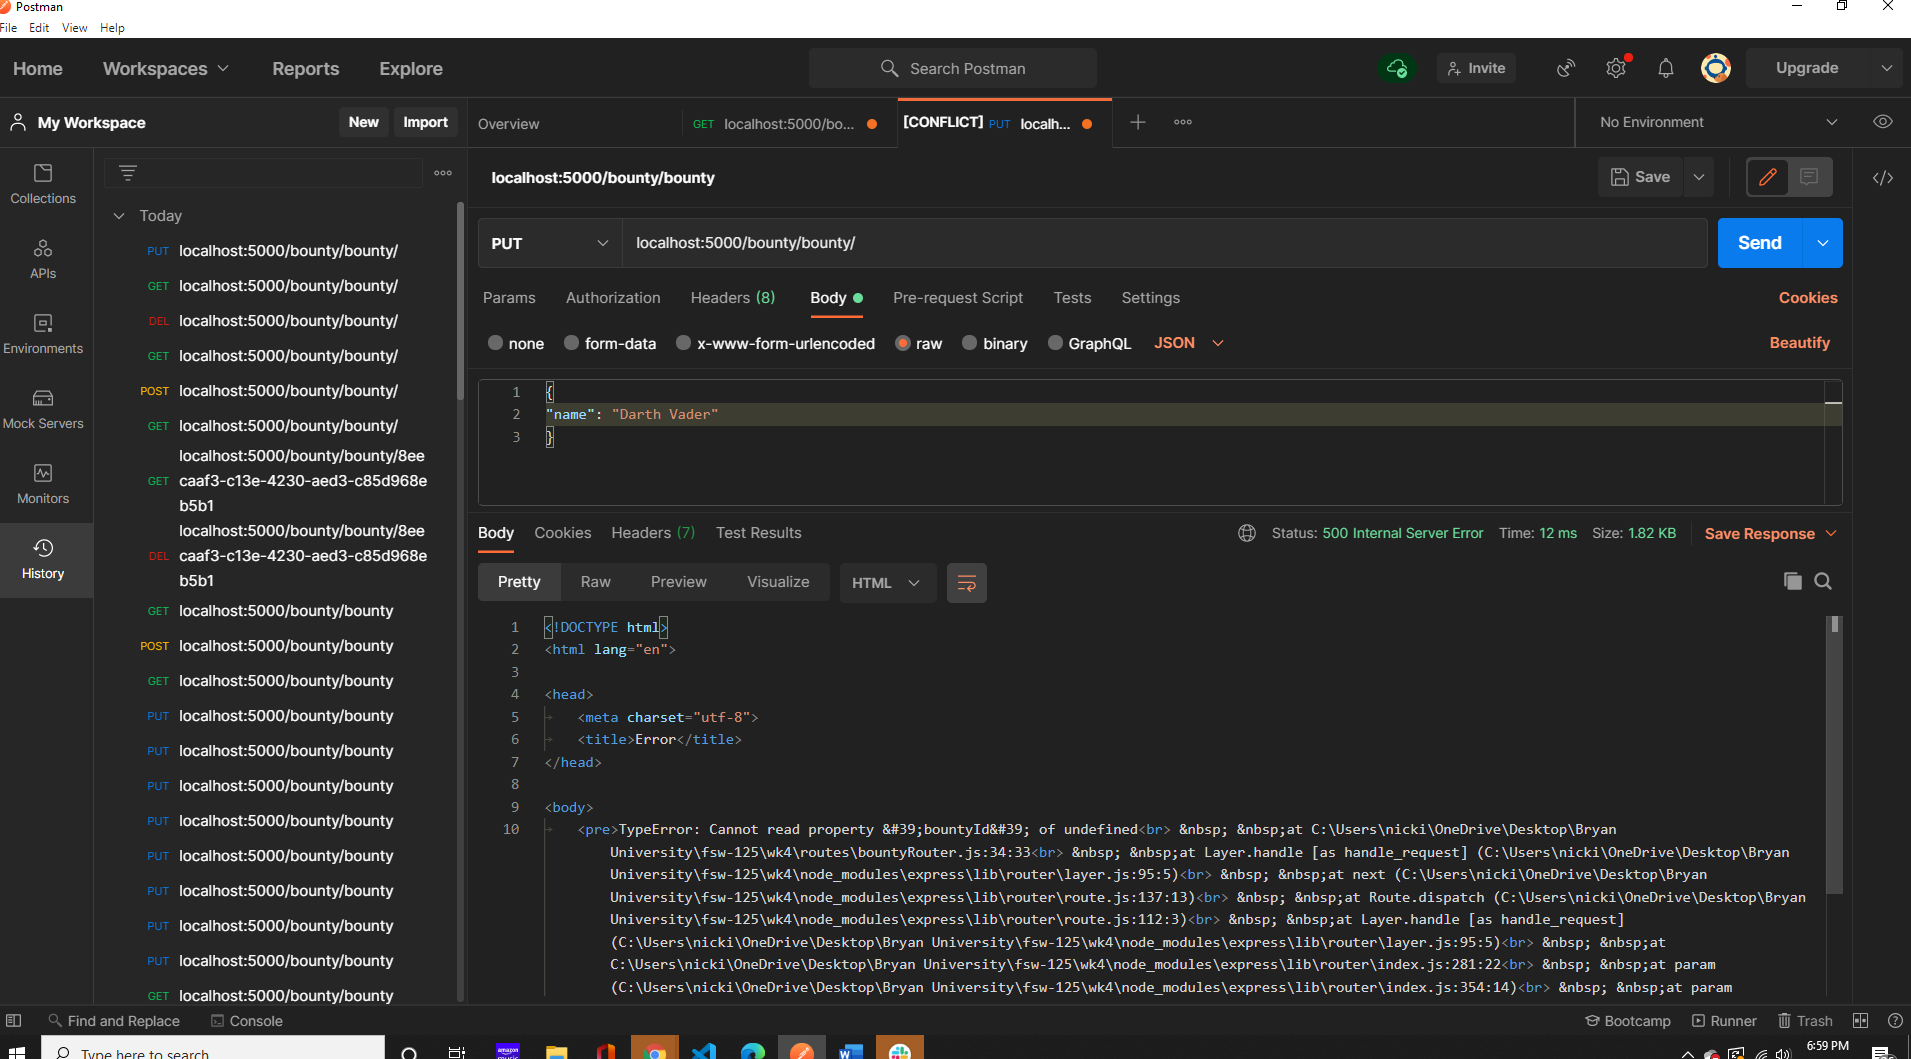 Postman
File Edit View Help
Home Workspaces Reports Explore Search Postman Invite Upgrade
My Workspace New Import Overview GET localhost:5000/bo... [CONFLICT] PUT localh... No Environment
Collections
APIs
Environments
Mock Servers
Monitors
History
Today
PUT localhost:5000/bounty/bounty/
GET localhost:5000/bounty/bounty/
DEL localhost:5000/bounty/bounty/
GET localhost:5000/bounty/bounty/
POST localhost:5000/bounty/bounty/
GET localhost:5000/bounty/bounty/
localhost:5000/bounty/bounty/8ee
GET caaf3-c13e-4230-aed3-c85d968e
b5b1
localhost:5000/bounty/bounty/8ee
DEL caaf3-c13e-4230-aed3-c85d968e
b5b1
GET localhost:5000/bounty/bounty
POST localhost:5000/bounty/bounty
GET localhost:5000/bounty/bounty
PUT localhost:5000/bounty/bounty
PUT localhost:5000/bounty/bounty
PUT localhost:5000/bounty/bounty
PUT localhost:5000/bounty/bounty
PUT localhost:5000/bounty/bounty
PUT localhost:5000/bounty/bounty
PUT localhost:5000/bounty/bounty
PUT localhost:5000/bounty/bounty
GET localhost:5000/bounty/bounty
localhost:5000/bounty/bounty Save
PUT localhost:5000/bounty/bounty/ Send
Params Authorization Headers (8) Body Pre-request Script Tests Settings Cookies
none form-data x-www-form-urlencoded raw binary GraphQL JSON Beautify
1 {
2 "name": "Darth Vader"
3 }
Body Cookies Headers (7) Test Results Status: 500 Internal Server Error Time: 12 ms Size: 1.82 KB Save Response
Pretty Raw Preview Visualize HTML
1 <!DOCTYPE html>
2 <html lang="en">
3
4 <head>
5 <meta charset="utf-8">
6 <title>Error</title>
7 </head>
8
9 <body>
10 <pre>TypeError: Cannot read property &#39;bountyId&#39; of undefined<br> &nbsp; &nbsp;at C:\Users\nicki\OneDrive\Desktop\Bryan
University\fsw-125\wk4\routes\bountyRouter.js:34:33<br> &nbsp; &nbsp;at Layer.handle [as handle_request] (C:\Users\nicki\OneDrive\Desktop\Bryan
University\fsw-125\wk4\node_modules\express\lib\router\layer.js:95:5)<br> &nbsp; &nbsp;at next (C:\Users\nicki\OneDrive\Desktop\Bryan
University\fsw-125\wk4\node_modules\express\lib\router\route.js:137:13)<br> &nbsp; &nbsp;at Route.dispatch (C:\Users\nicki\OneDrive\Desktop\Bryan
University\fsw-125\wk4\node_modules\express\lib\router\route.js:112:3)<br> &nbsp; &nbsp;at Layer.handle [as handle_request]
(C:\Users\nicki\OneDrive\Desktop\Bryan University\fsw-125\wk4\node_modules\express\lib\router\layer.js:95:5)<br> &nbsp; &nbsp;at
C:\Users\nicki\OneDrive\Desktop\Bryan University\fsw-125\wk4\node_modules\express\lib\router\index.js:281:22<br> &nbsp; &nbsp;at param
(C:\Users\nicki\OneDrive\Desktop\Bryan University\fsw-125\wk4\node_modules\express\lib\router\index.js:354:14)<br> &nbsp; &nbsp;at param
Find and Replace Console Bootcamp Runner Trash
Type here to search amazon music 6:59 PM